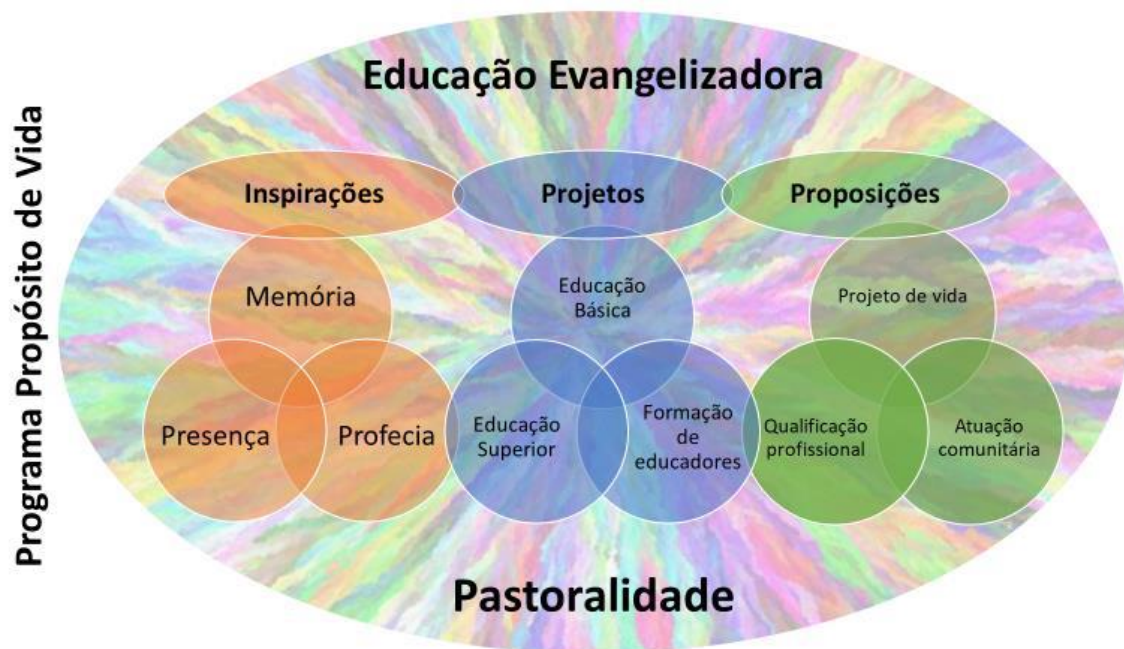 Programa Propósito de Vida
Educação Evangelizadora
Inspirações
Projetos
Proposições
Memória
Presença
Profecia
Educação
Básica
Educação
Superior
Formação
de
educadores
Projeto de vida
Qualificação
profissional
Atuação
comunitária
Pastoralidade